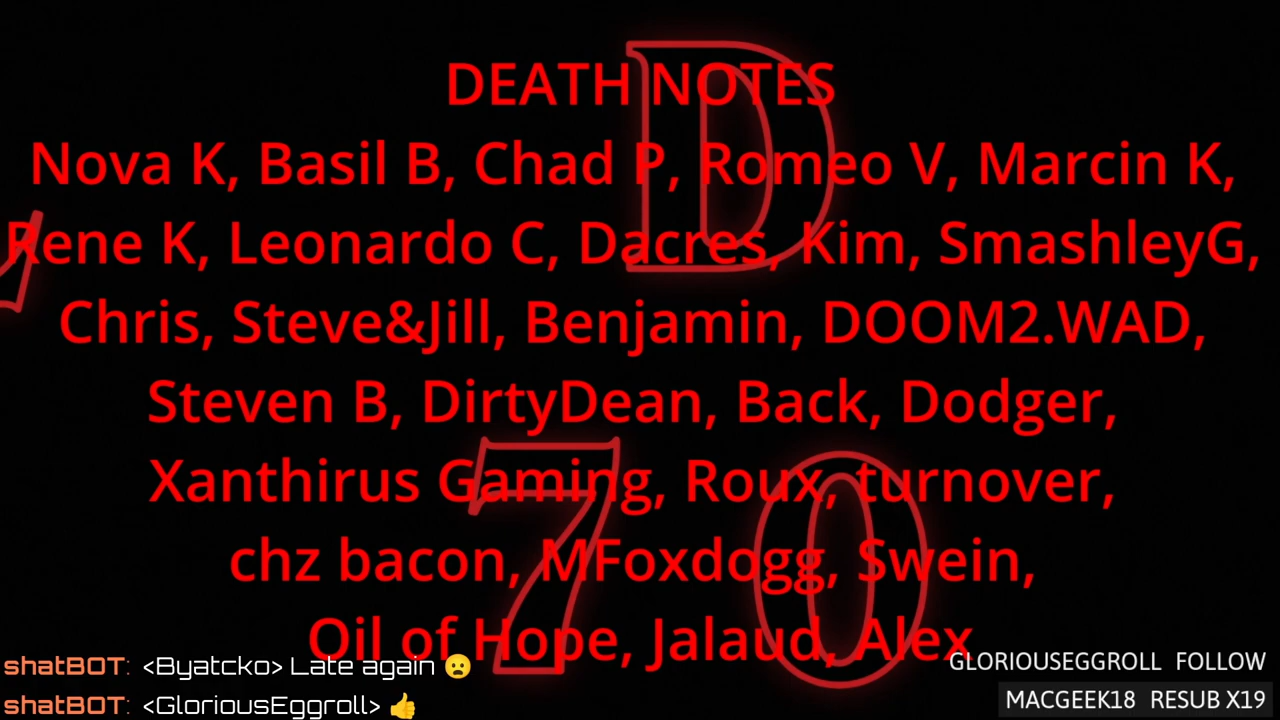 DEATH NOTES
Nova K, Basil B, Chad P, Romeo V, Marcin K,
Rene K, Leonardo C, Dacres, Kim, SmashleyG,
Chris, Steve&Jill, Benjamin, DOOM2.WAD,
Steven B, DirtyDean, Back, Dodger,
Xanthirus Gaming, Roux, turnover,
chz bacon, MFoxdogg, Swein,
Oil of Hope, Jalaud, Alex
D
7 0
shatBOT: <Byatcko> Late again 😦
shatBOT: <GloriousEggroll> 👍
GLORIOUSEGGROLL FOLLOW
MACGEEK18 RESUB X19